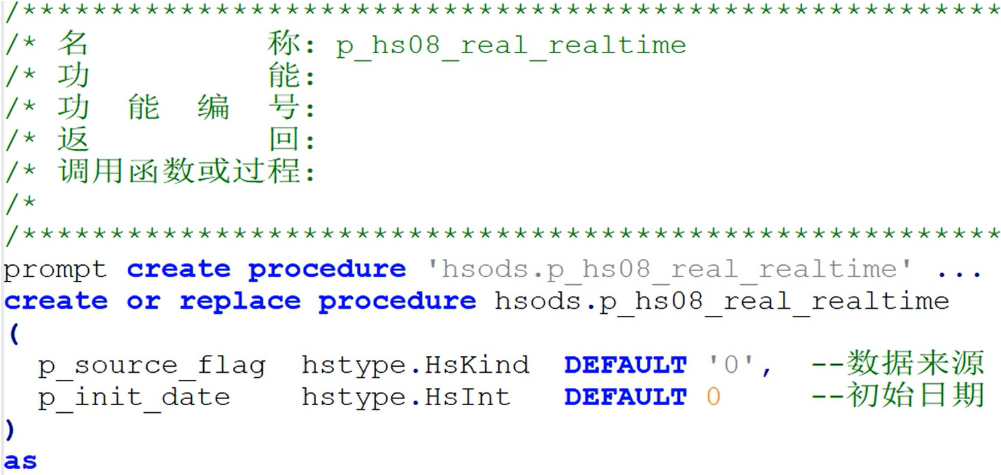 /********************************************************
/* 名          称: p_hs08_real_realtime
/* 功          能:
/* 功  能  编  号:
/* 返          回:
/* 调用函数或过程:
/*
/********************************************************
prompt create procedure 'hsods.p_hs08_real_realtime' ...
create or replace procedure hsods.p_hs08_real_realtime
(
  p_source_flag  hstype.HsKind  DEFAULT '0',  --数据来源
  p_init_date    hstype.HsInt   DEFAULT 0     --初始日期
)
as